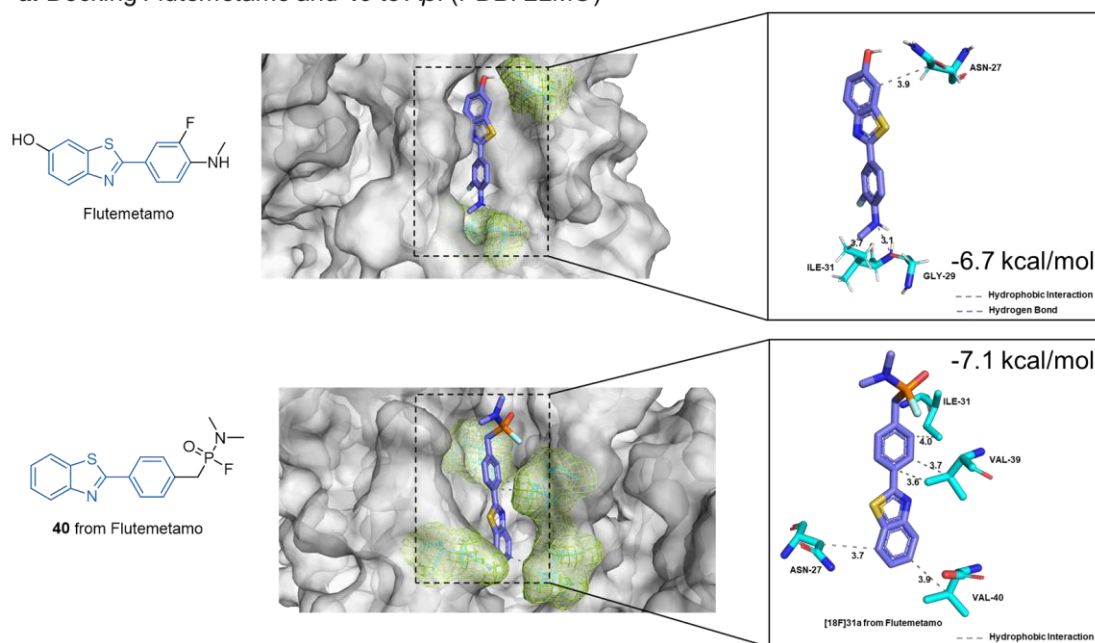 HO
S
N
F
NH
Flutemetamo
ASN-27
3.9
3.7
3.1
ILE-31
GLY-29
-6.7 kcal/mol
Hydrophobic Interaction
Hydrogen Bond
S
N
O
P
N
F
40 from Flutemetamo
-7.1 kcal/mol
ILE-31
4.0
3.7
VAL-39
3.6
ASN-27
3.7
3.9
VAL-40
[18F]31a from Flutemetamo
Hydrophobic Interaction